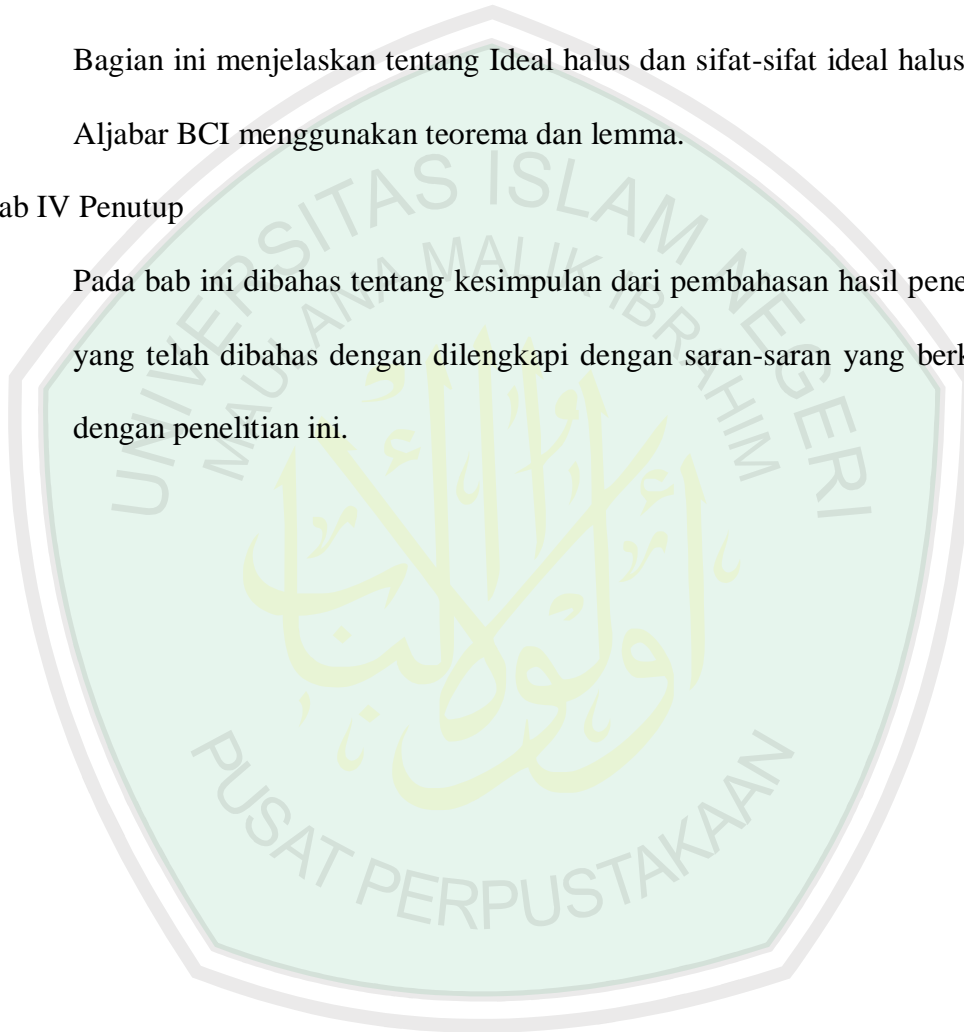 Bagian ini menjelaskan tentang Ideal halus dan sifat-sifat ideal halus
Aljabar BCI menggunakan teorema dan lemma.
ab IV Penutup
Pada bab ini dibahas tentang kesimpulan dari pembahasan hasil pene
yang telah dibahas dengan dilengkapi dengan saran-saran yang berk
dengan penelitian ini.
UNIVERSITAS ISLAM NEGERI
MAULANA MALIK IBRAHIM
PUSAT PERPUSTAKAAN